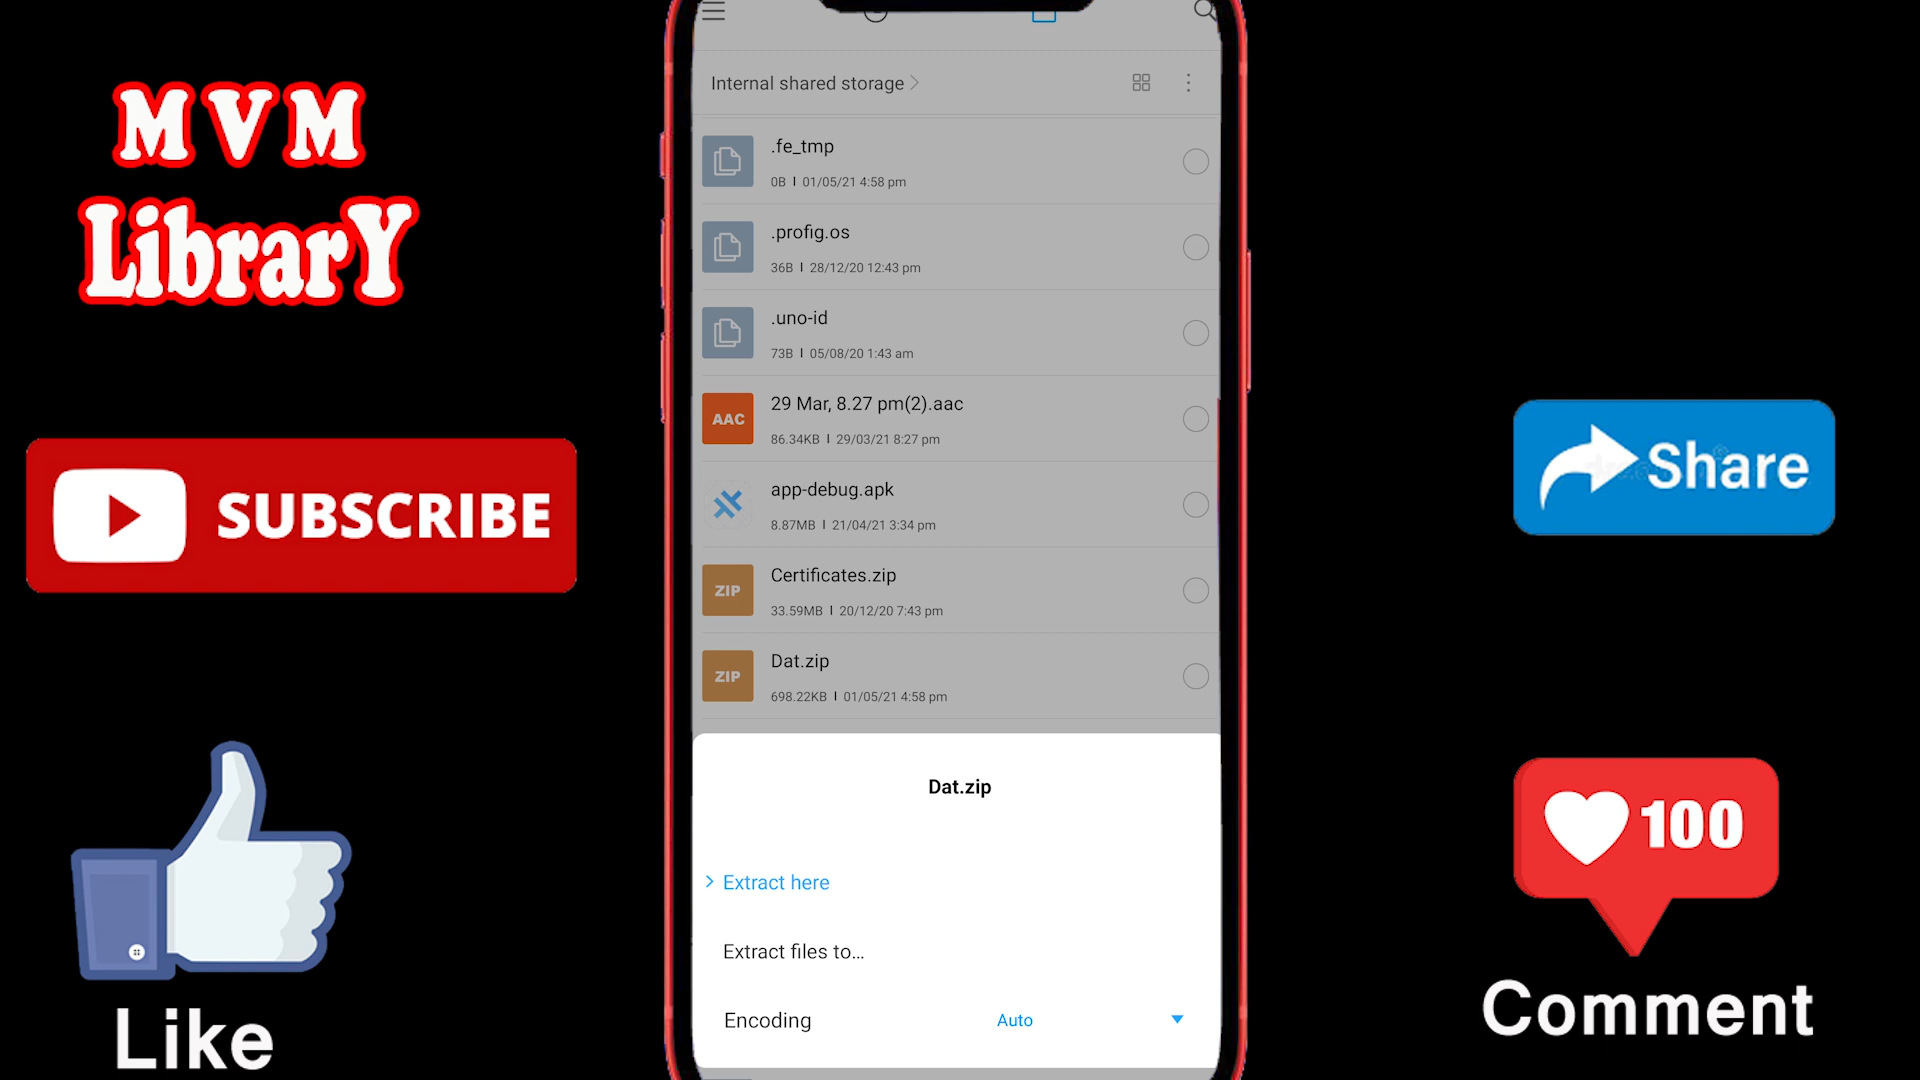 M V M
LibrarY
SUBSCRIBE
Like
Internal shared storage
.fe_tmp
0B | 01/05/21 4:58 pm
.profig.os
36B | 28/12/20 12:43 pm
.uno-id
73B | 05/08/20 1:43 am
AAC
29 Mar, 8.27 pm(2).aac
86.34KB | 29/03/21 8:27 pm
app-debug.apk
8.87MB | 21/04/21 3:34 pm
ZIP
Certificates.zip
33.59MB | 20/12/20 7:43 pm
ZIP
Dat.zip
698.22KB | 01/05/21 4:58 pm
Dat.zip
Extract here
Extract files to...
Encoding Auto
Share
100
Comment